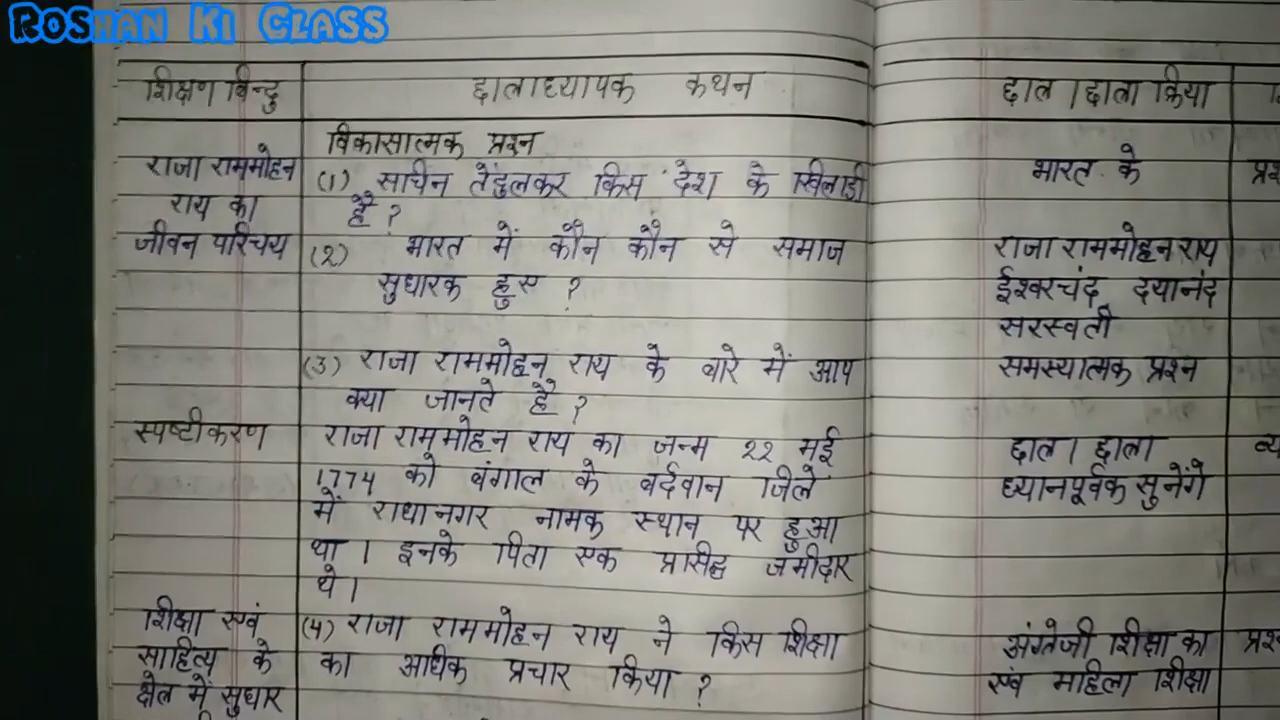 Roshan Ki Class
शिक्षण बिन्दु
छात्राध्यापक कथन
छात्र / छात्रा क्रिया
विकासात्मक प्रश्न
राजा राममोहन
राय का
जीवन परिचय
(1) सचिन तेंदुलकर किस देश के खिलाडी
है ?
भारत के
(2) भारत में कौन कौन से समाज
सुधारक हुए ?
राजा राममोहन राय
ईश्वरचंद्र दयानंद
सरस्वती
(3) राजा राममोहन राय के बारे में आप
क्या जानते है ?
समस्यात्मक प्रश्न
स्पष्टीकरण
राजा राममोहन राय का जन्म 22 मई
1774 को बंगाल के बर्दवान जिले
में राधानगर नामक स्थान पर हुआ
था । इनके पिता एक प्रसिद्ध जमीदार
थे ।
छात्र / छात्रा
ध्यानपूर्वक सुनेंगे
शिक्षा एवं
साहित्य के
क्षेत्र में सुधार
(4) राजा राममोहन राय ने किस शिक्षा
का अधिक प्रचार किया ?
अंग्रेजी शिक्षा का
एवं महिला शिक्षा